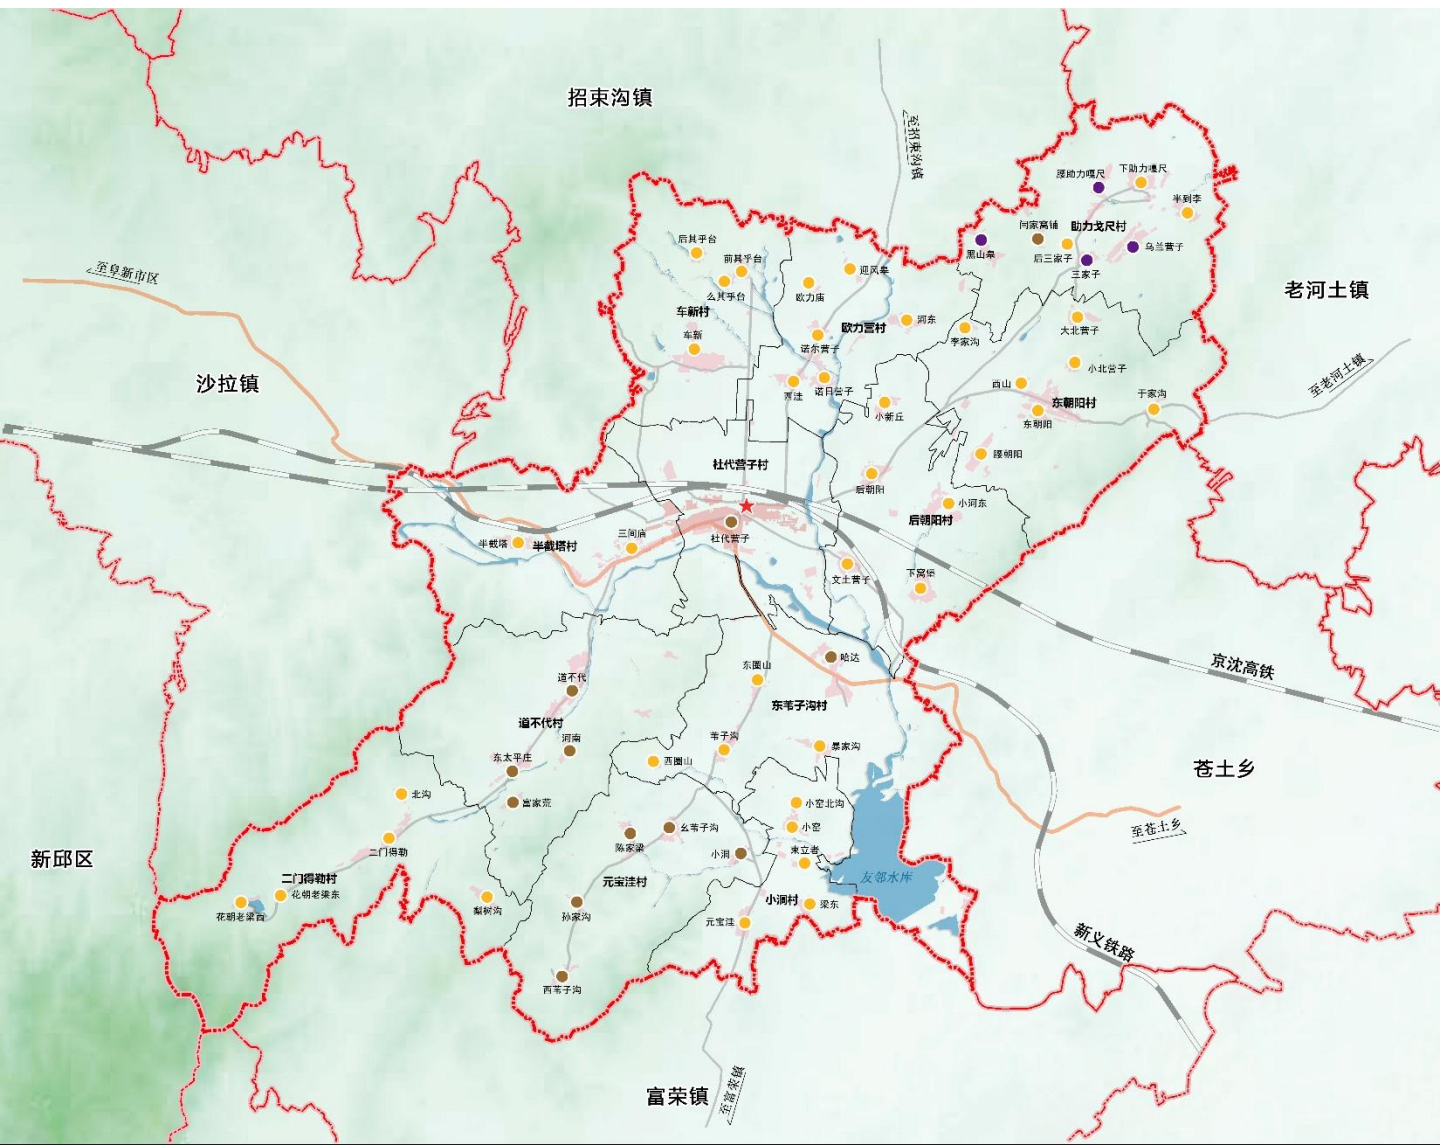 招束沟镇
至招束沟镇
腰助力嘎尺
下助力嘎尺
半到李
闫家窝铺
助力戈尺村
黑山皋
后三家子
乌兰营子
三家子
后其乎台
前其乎台
迎风皋
至阜新市区
么其乎台
欧力庙
老河土镇
车新村
欧力营村
河东
大北营子
车新
诺尔营子
李家沟
小北营子
至老河土镇
沙拉镇
西洼
诺日营子
西山
于家沟
小新丘
东朝阳村
东朝阳
腰朝阳
杜代营子村
后朝阳
小河东
后朝阳村
半截塔
半截塔村
三间庙
杜代营子
文土营子
下窝堡
哈达
东圈山
京沈高铁
道不代
东苇子沟村
道不代村
河南
苇子沟
暴家沟
东太平庄
西圈山
苍土乡
北沟
富家荒
小窑北沟
幺苇子沟
小窑
至苍土乡
陈家梁
二门得勒
小洞
束立者
新邱区
二门得勒村
元宝洼村
友邻水库
花朝老梁东
小洞村
梁东
花朝老梁西
梨树沟
孙家沟
元宝洼
新义铁路
西苇子沟
至富荣镇
富荣镇